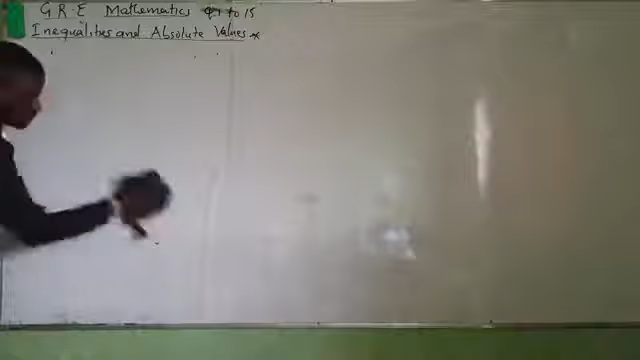 G.R.E Mathematics Q1 to 15
Inequalities and Absolute Values *